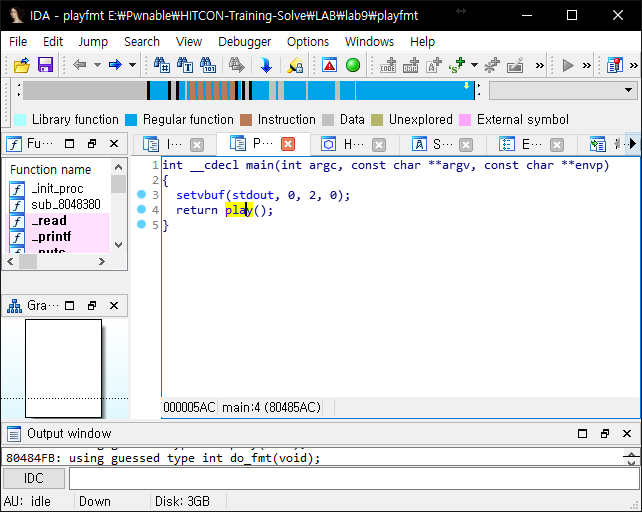 IDA - playfmt E:₩Pwnable₩HITCON-Training-Solve₩LAB₩lab9₩playfmt
File Edit Jump Search View Debugger Options Windows Help
Library function Regular function Instruction Data Unexplored External symbol
Fu··· I··· P··· H··· A··· S··· E···
Function name
_init_proc
sub_8048380
_read
_printf
Gra···
1 int __cdecl main(int argc, const char **argv, const char **envp)
2 {
3 setvbuf(stdout, 0, 2, 0);
4 return play();
5 }
000005AC main:4 (80485AC)
Output window
80484FB: using guessed type int do_fmt(void);
IDC
AU: idle Down Disk: 3GB